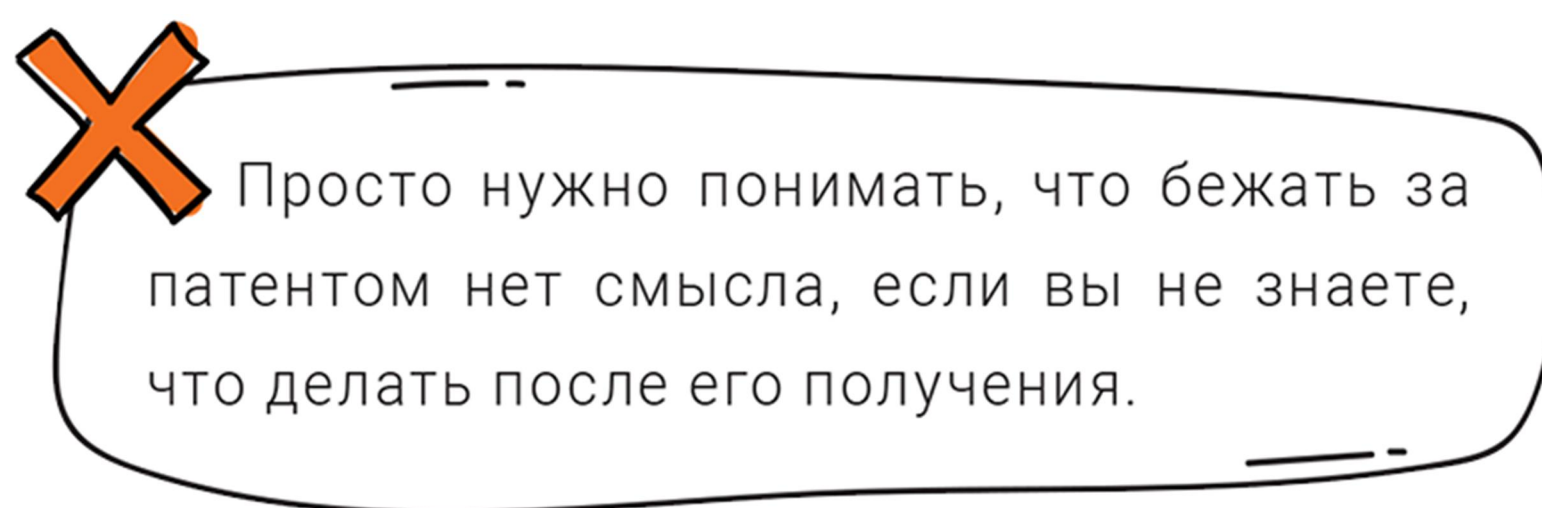 Просто нужно понимать, что бежать за
патентом нет смысла, если вы не знаете,
что делать после его получения.